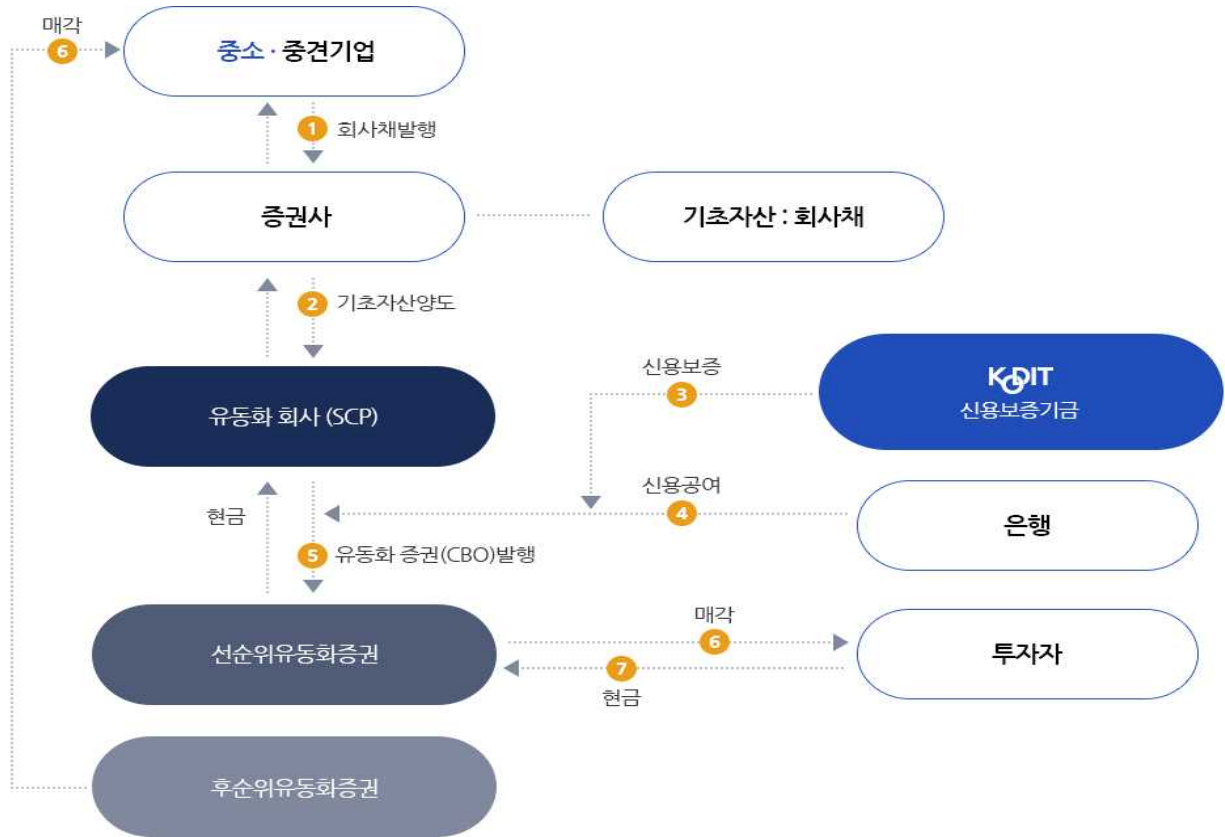 매각
6
중소 · 중견기업
1 회사채발행
증권사
기초자산 : 회사채
2 기초자산양도
신용보증
3
KODIT
신용보증기금
유동화 회사 (SCP)
신용공여
4
은행
현금
5 유동화 증권(CBO)발행
선순위유동화증권
매각
6
7
현금
투자자
후순위유동화증권